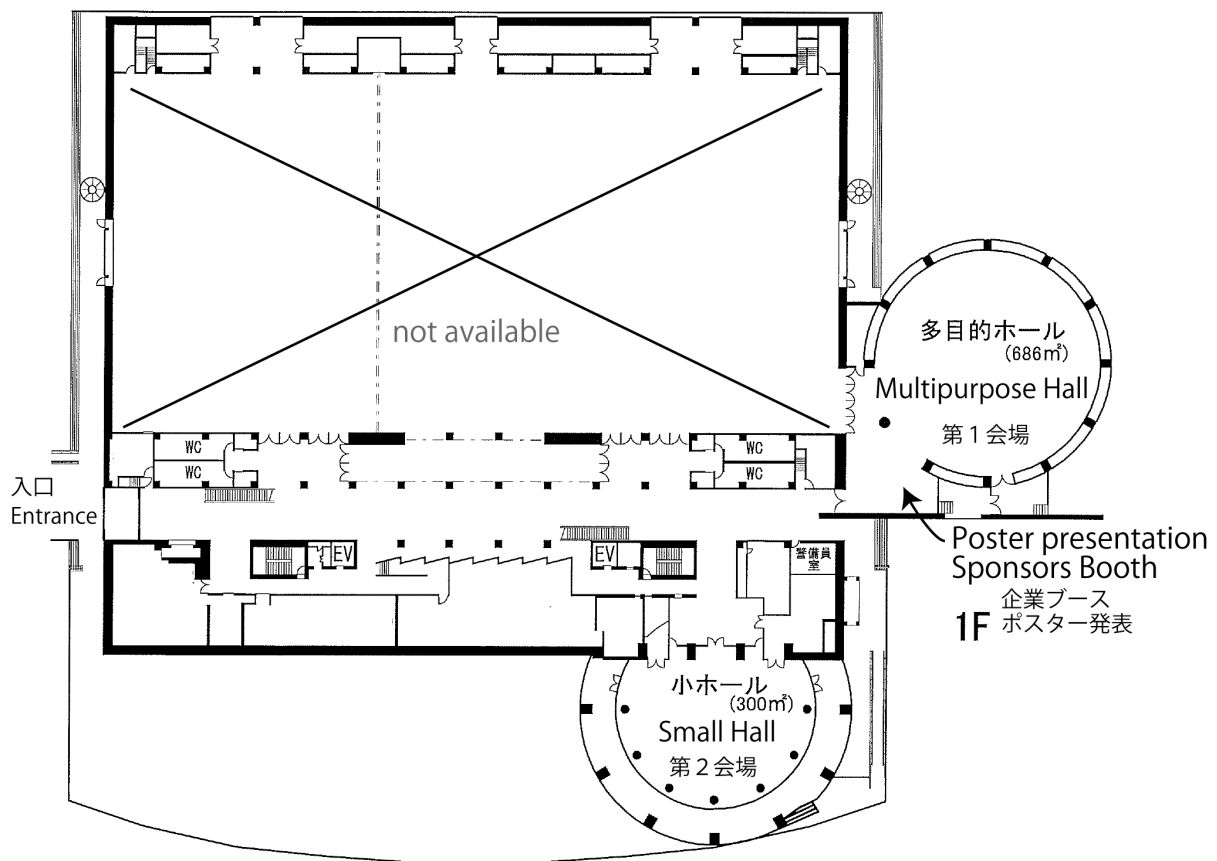 not available
多目的ホール
(686㎡)
Multipurpose Hall
第1会場
WC
WC
WC
WC
入口
Entrance
EV
EV
警備員
室
Poster presentation
Sponsors Booth
企業ブース
1F ポスター発表
小ホール
(300㎡)
Small Hall
第2会場